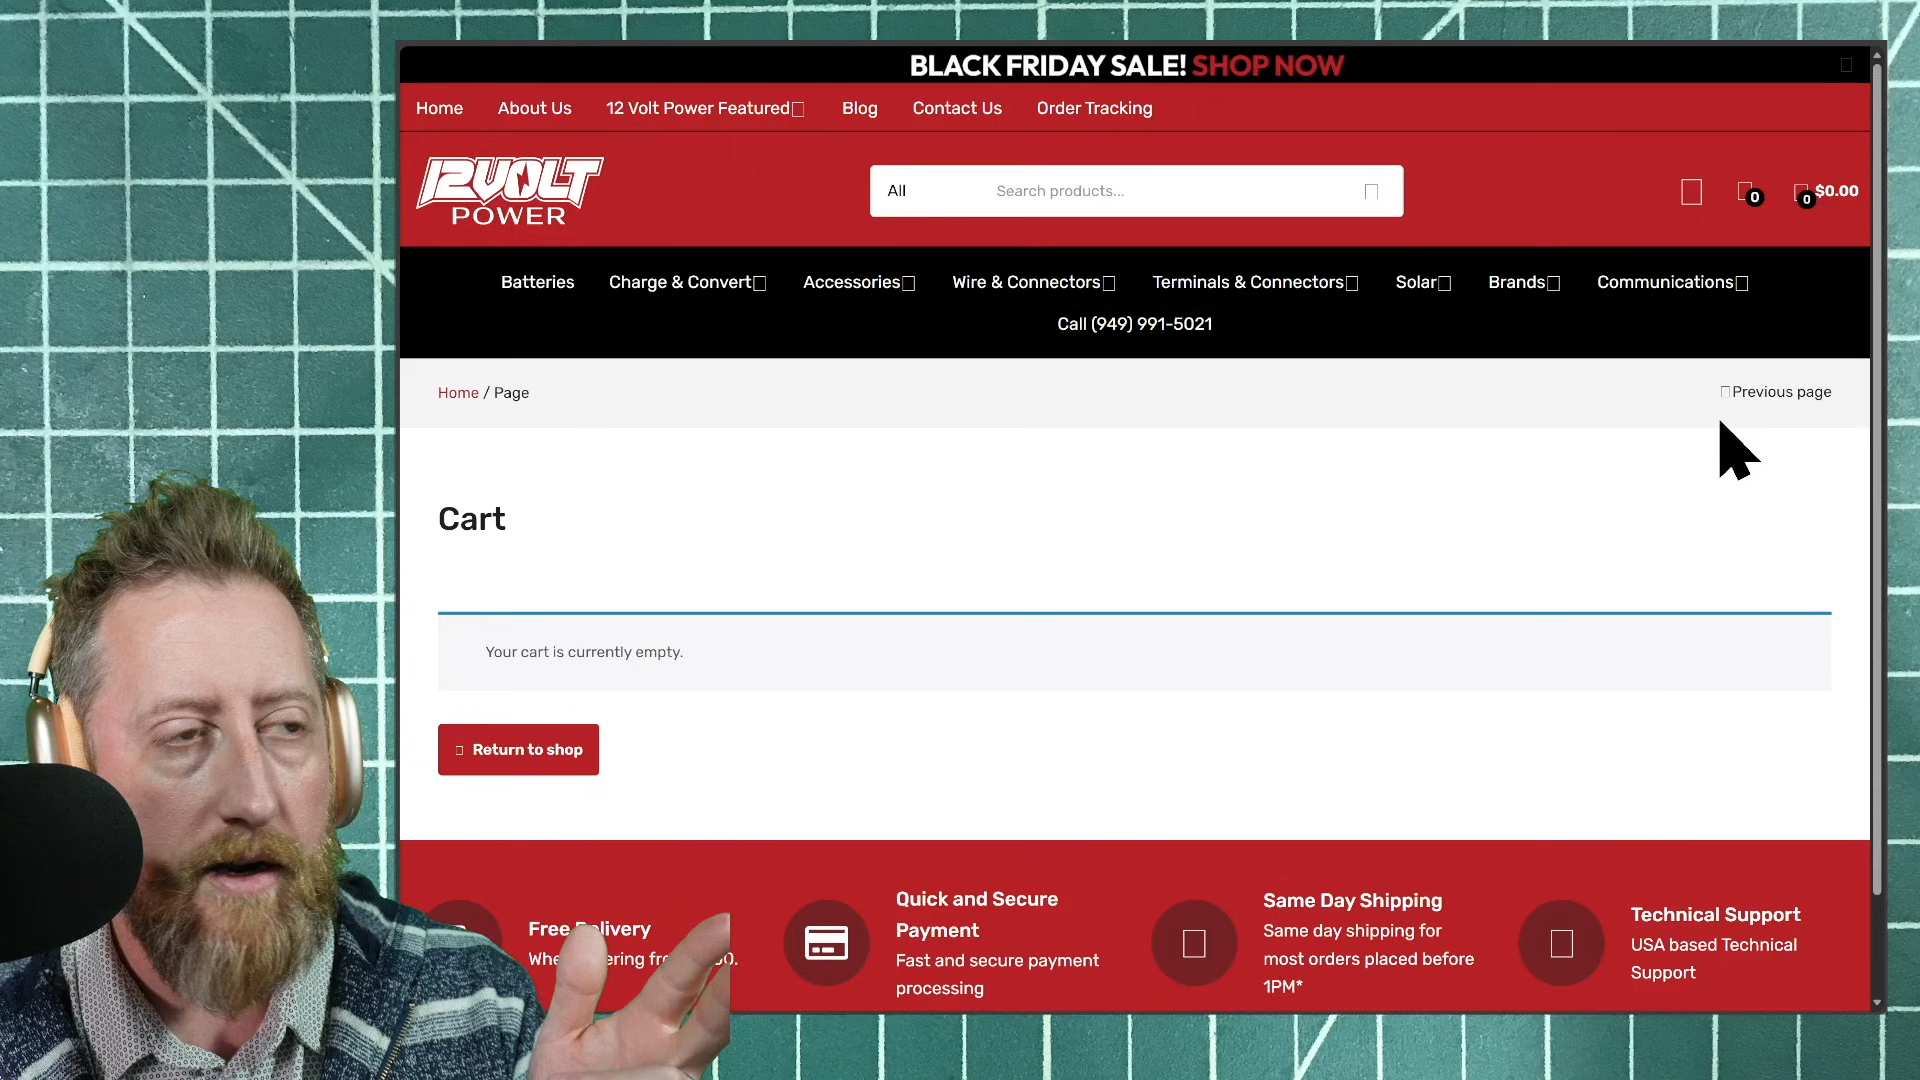 BLACK FRIDAY SALE! SHOP NOW
Home About Us 12 Volt Power Featured Blog Contact Us Order Tracking
12VOLT
POWER
All Search products... 0 0 $0.00
Batteries Charge & Convert Accessories Wire & Connectors Terminals & Connectors Solar Brands Communications
Call (949) 991-5021
Home / Page Previous page
Cart
Your cart is currently empty.
Return to shop
Free
Quick and Secure
Payment
Fast and secure payment
processing
Same Day Shipping
Same day shipping for
most orders placed before
1PM*
Technical Support
USA based Technical
Support